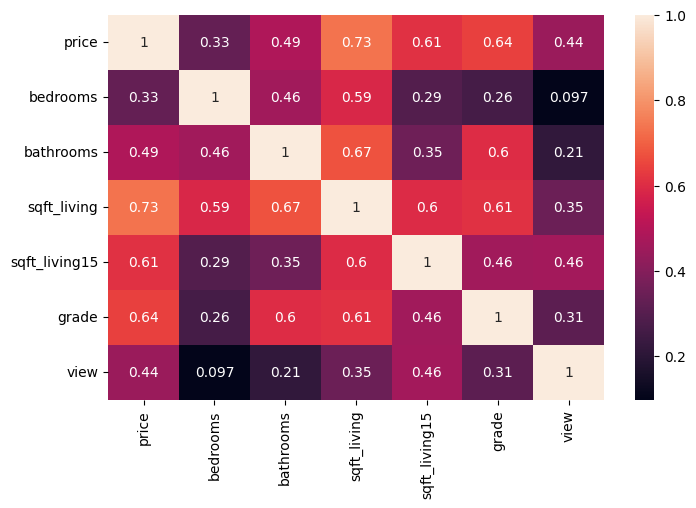 price 1 0.33 0.49 0.73 0.61 0.64 0.44
bedrooms 0.33 1 0.46 0.59 0.29 0.26 0.097
bathrooms 0.49 0.46 1 0.67 0.35 0.6 0.21
sqft_living 0.73 0.59 0.67 1 0.6 0.61 0.35
sqft_living15 0.61 0.29 0.35 0.6 1 0.46 0.46
grade 0.64 0.26 0.6 0.61 0.46 1 0.31
view 0.44 0.097 0.21 0.35 0.46 0.31 1
price bedrooms bathrooms sqft_living sqft_living15 grade view
1.0
0.8
0.6
0.4
0.2